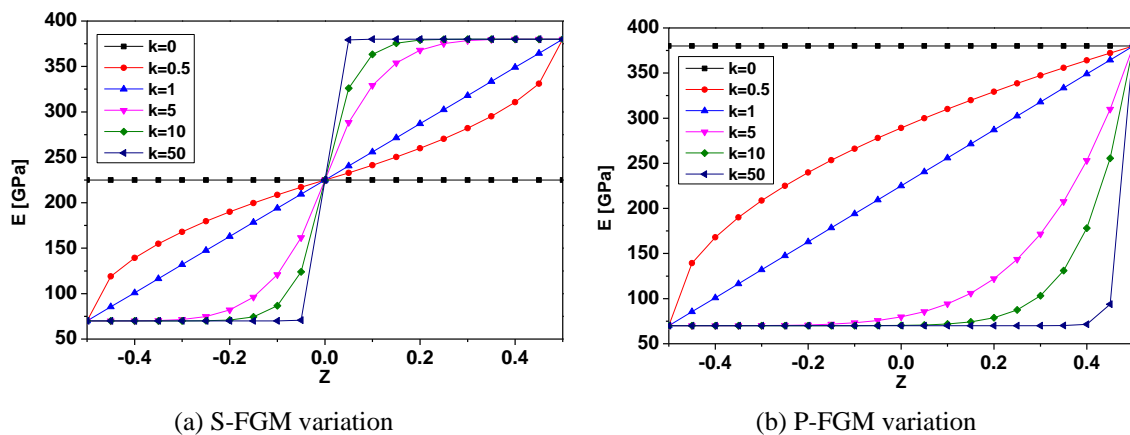 400
350
300
250
200
150
100
50
E [GPa]
k=0
k=0.5
k=1
k=5
k=10
k=50
-0.4
-0.2
0.0
0.2
0.4
Z
(a) S-FGM variation
400
350
300
250
200
150
100
50
E [GPa]
k=0
k=0.5
k=1
k=5
k=10
k=50
-0.4
-0.2
0.0
0.2
0.4
Z
(b) P-FGM variation